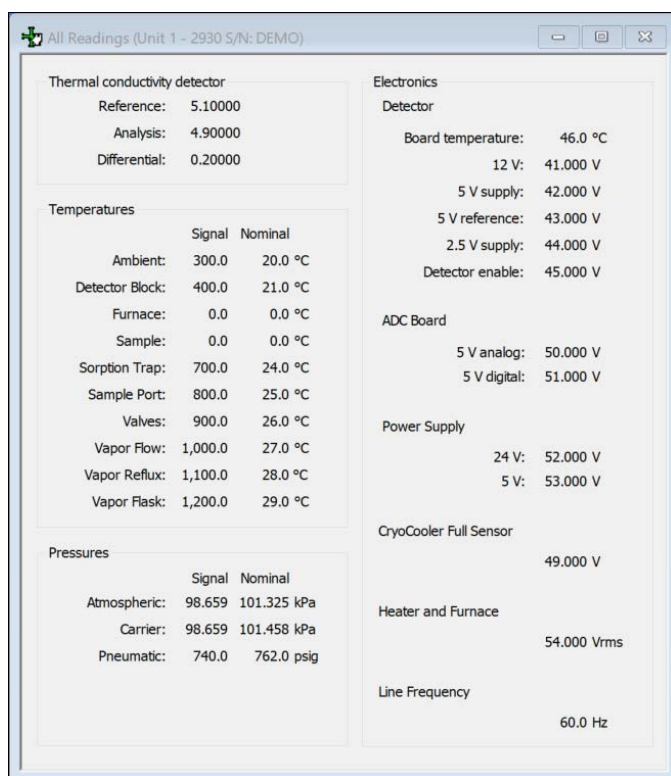 All Readings (Unit 1 - 2930 S/N: DEMO)
Thermal conductivity detector
Reference: 5.10000
Analysis: 4.90000
Differential: 0.20000
Temperatures
Signal Nominal
Ambient: 300.0 20.0 °C
Detector Block: 400.0 21.0 °C
Furnace: 0.0 0.0 °C
Sample: 0.0 0.0 °C
Sorption Trap: 700.0 24.0 °C
Sample Port: 800.0 25.0 °C
Valves: 900.0 26.0 °C
Vapor Flow: 1,000.0 27.0 °C
Vapor Reflux: 1,100.0 28.0 °C
Vapor Flask: 1,200.0 29.0 °C
Pressures
Signal Nominal
Atmospheric: 98.659 101.325 kPa
Carrier: 98.659 101.458 kPa
Pneumatic: 740.0 762.0 psig
Electronics
Detector
Board temperature: 46.0 °C
12 V: 41.000 V
5 V supply: 42.000 V
5 V reference: 43.000 V
2.5 V supply: 44.000 V
Detector enable: 45.000 V
ADC Board
5 V analog: 50.000 V
5 V digital: 51.000 V
Power Supply
24 V: 52.000 V
5 V: 53.000 V
CryoCooler Full Sensor
49.000 V
Heater and Furnace
54.000 Vrms
Line Frequency
60.0 Hz